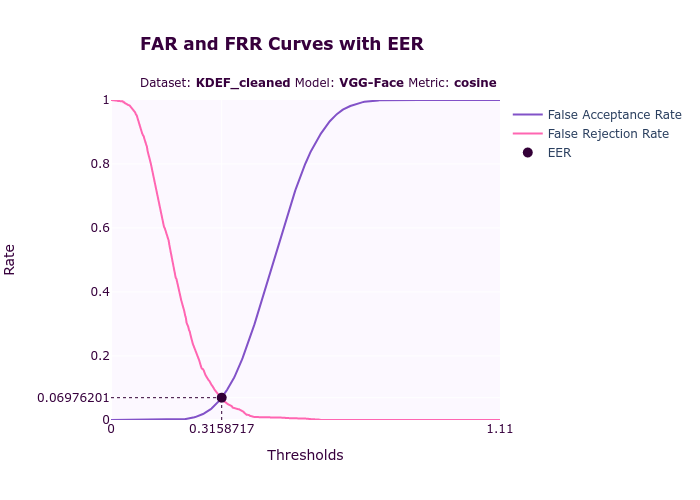 FAR and FRR Curves with EER
Dataset: KDEF_cleaned Model: VGG-Face Metric: cosine
1
0.8
0.6
0.4
0.2
0.06976201
0
Rate
0
0.3158717
1.11
Thresholds
False Acceptance Rate
False Rejection Rate
EER